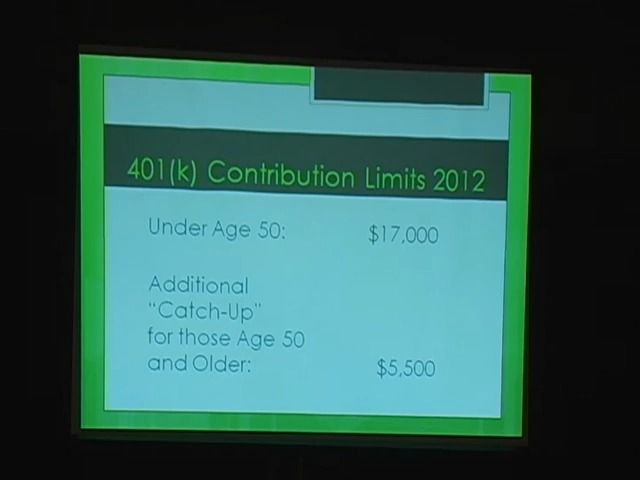 401(k) Contribution Limits 2012
Under Age 50: $17,000
Additional
“Catch-Up”
for those Age 50
and Older: $5,500